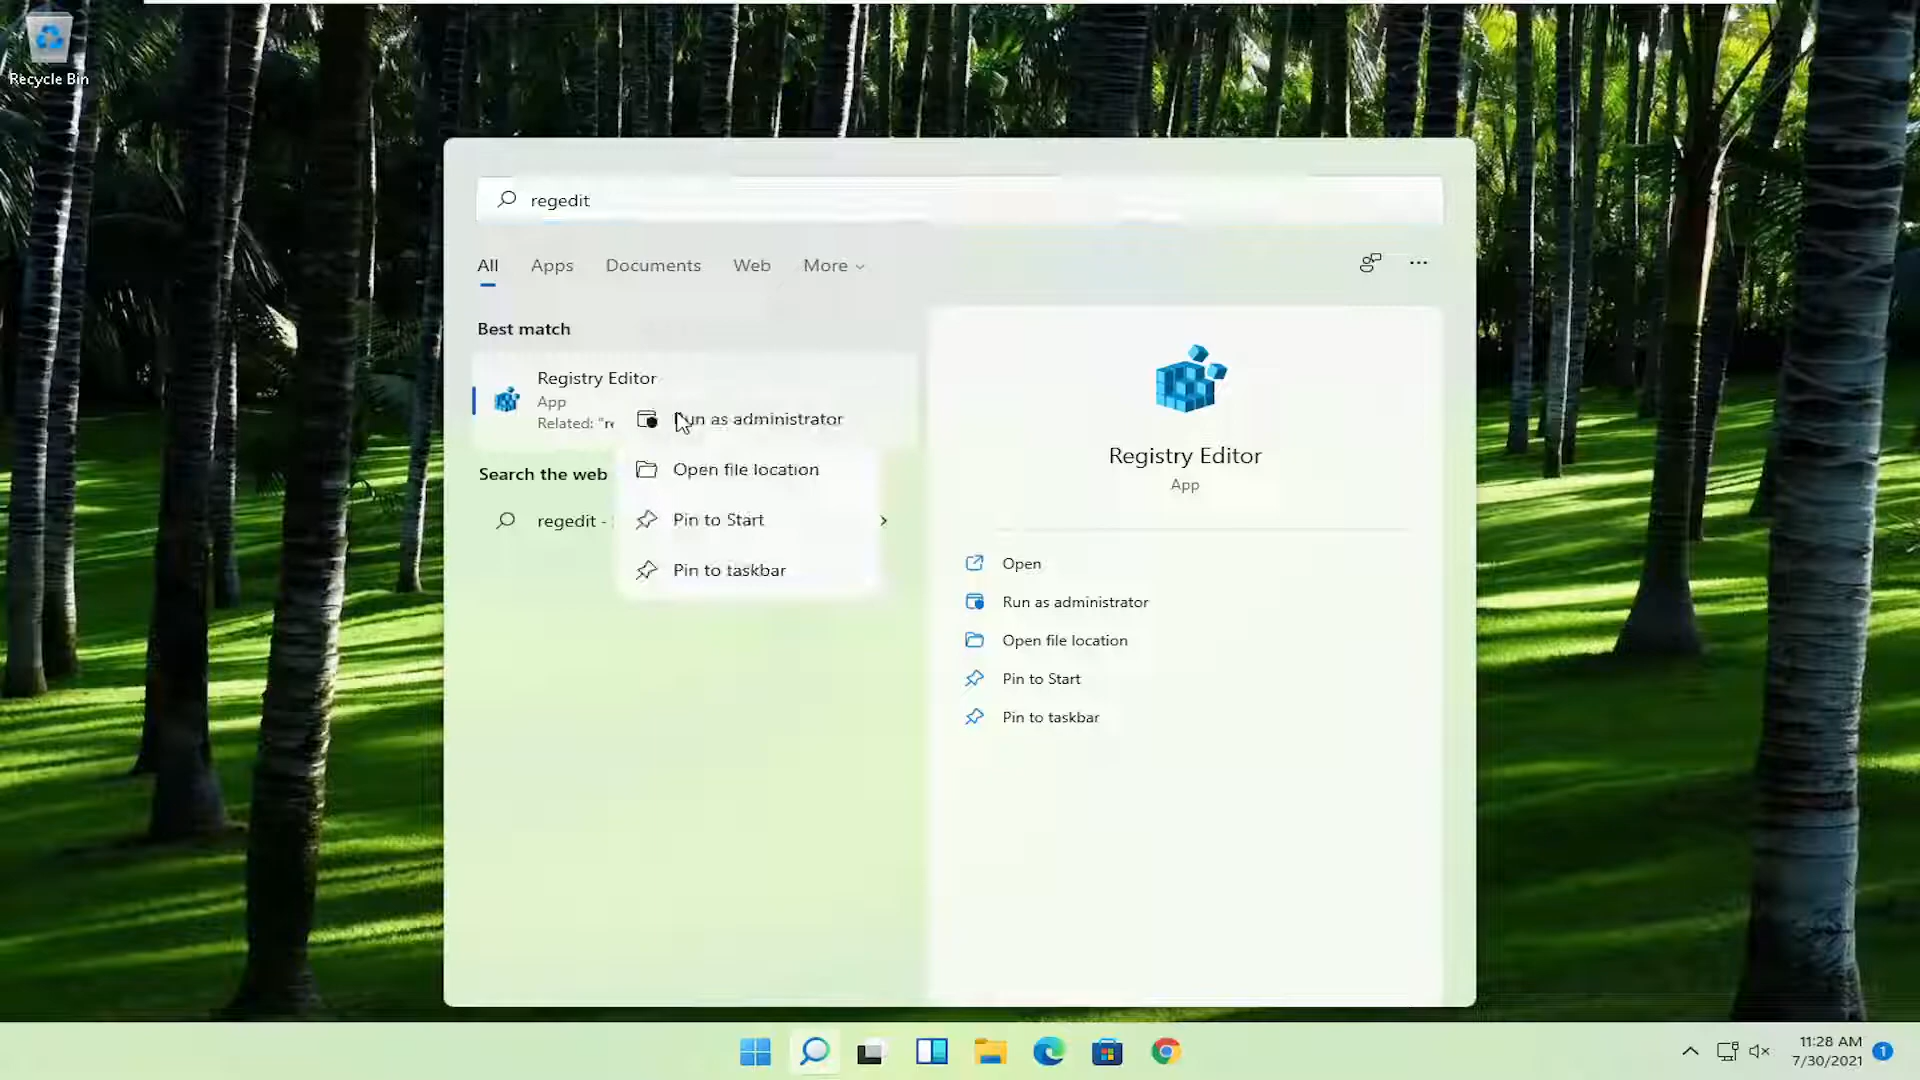 Recycle Bin
regedit
All Apps Documents Web More
Best match
Registry Editor
App
Related: "re
Run as administrator
Open file location
Pin to Start
Pin to taskbar
Search the web
regedit -
Registry Editor
App
Open
Run as administrator
Open file location
Pin to Start
Pin to taskbar
11:28 AM
7/30/2021
1